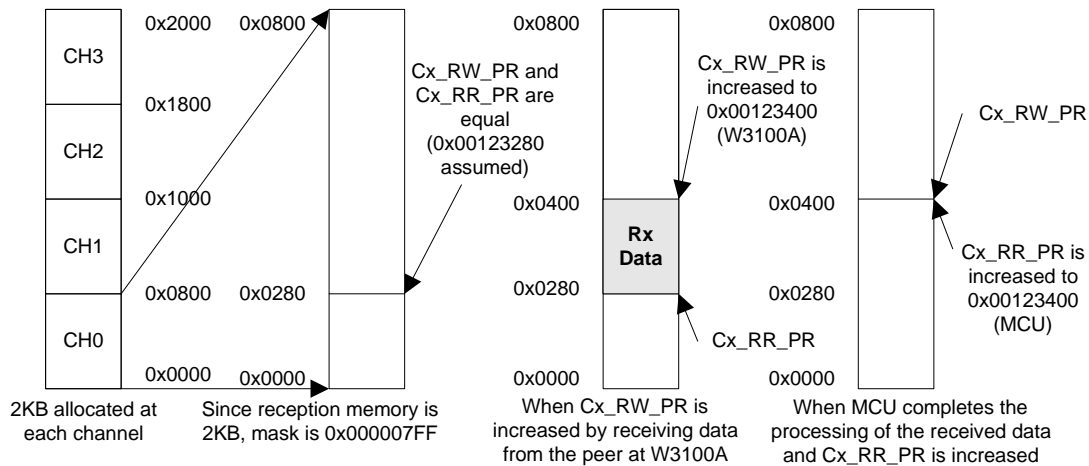 CH3
CH2
CH1
CH0
0x2000
0x1800
0x1000
0x0800
0x0000
2KB allocated at
each channel
0x0800
0x0280
0x0000
Cx_RW_PR and
Cx_RR_PR are
equal
(0x00123280
assumed)
Since reception memory is
2KB, mask is 0x000007FF
0x0800
0x0400
0x0280
0x0000
Rx
Data
Cx_RW_PR is
increased to
0x00123400
(W3100A)
Cx_RR_PR
When Cx_RW_PR is
increased by receiving data
from the peer at W3100A
0x0800
0x0400
0x0280
0x0000
Cx_RW_PR
Cx_RR_PR is
increased to
0x00123400
(MCU)
When MCU completes the
processing of the received data
and Cx_RR_PR is increased